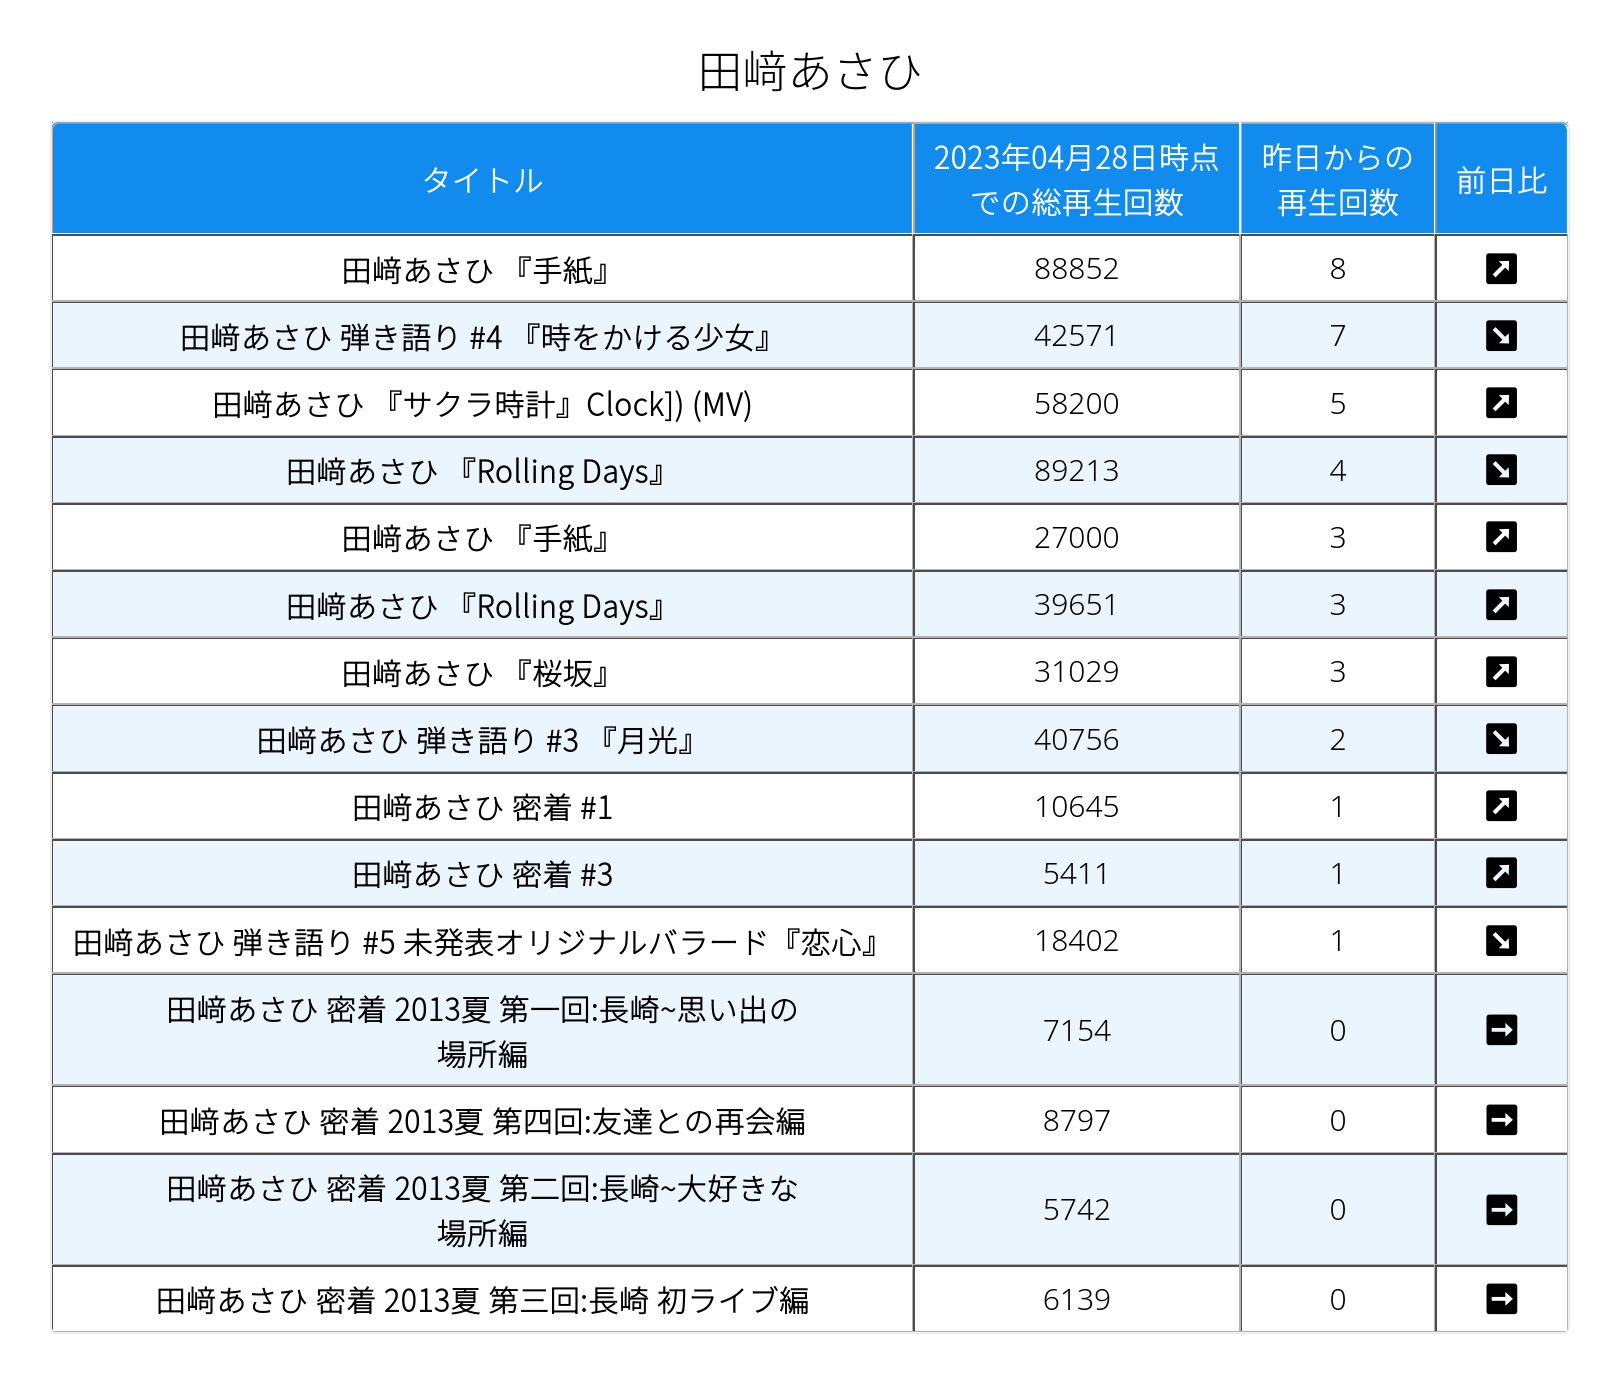 田﨑あさひ
タイトル
2023年04月28日時点
での総再生回数
昨日からの
再生回数
前日比
田﨑あさひ 『手紙』 88852 8
田﨑あさひ 弾き語り #4 『時をかける少女』 42571 7
田﨑あさひ 『サクラ時計』Clock]) (MV) 58200 5
田﨑あさひ 『Rolling Days』 89213 4
田﨑あさひ 『手紙』 27000 3
田﨑あさひ 『Rolling Days』 39651 3
田﨑あさひ 『桜坂』 31029 3
田﨑あさひ 弾き語り #3 『月光』 40756 2
田﨑あさひ 密着 #1 10645 1
田﨑あさひ 密着 #3 5411 1
田﨑あさひ 弾き語り #5 未発表オリジナルバラード『恋心』 18402 1
田﨑あさひ 密着 2013夏 第一回:長崎~思い出の
場所編
7154 0
田﨑あさひ 密着 2013夏 第四回:友達との再会編 8797 0
田﨑あさひ 密着 2013夏 第二回:長崎~大好きな
場所編
5742 0
田﨑あさひ 密着 2013夏 第三回:長崎 初ライブ編 6139 0